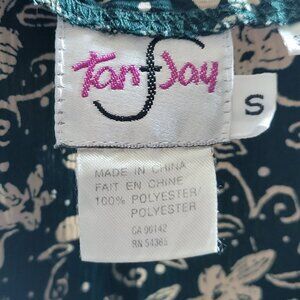 TanJay
S
MADE IN CHINA
FAIT EN CHINE
100% POLYESTER/
POLYESTER
CA 00142
RN 54385